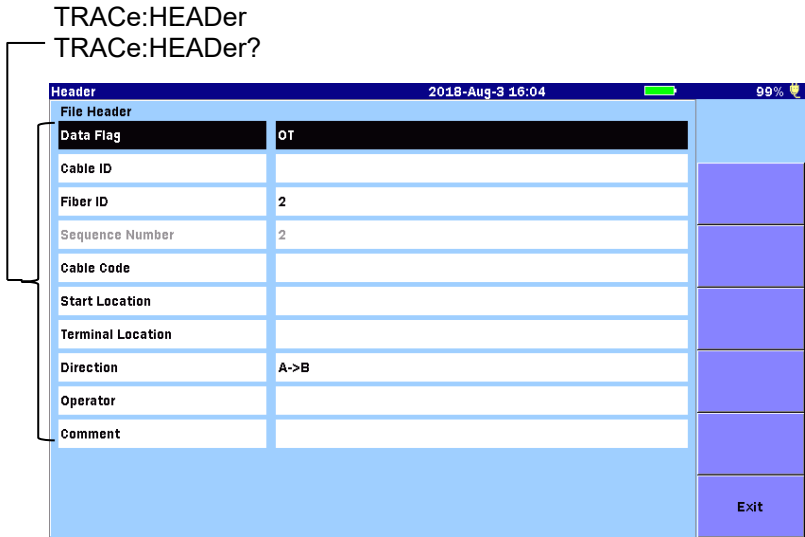 TRACe:HEADer
TRACe:HEADer?
Header 2018-Aug-3 16:04 99%
File Header
Data Flag OT
Cable ID
Fiber ID 2
Sequence Number 2
Cable Code
Start Location
Terminal Location
Direction A->B
Operator
Comment
Exit